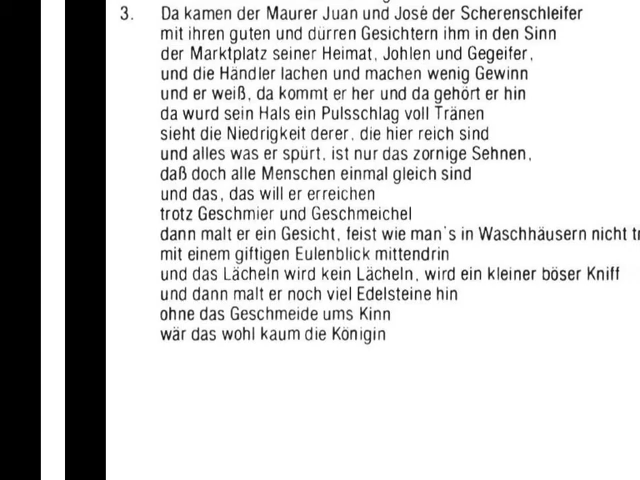 3. Da kamen der Maurer Juan und José der Scherenschleifer
mit ihren guten und dürren Gesichtern ihm in den Sinn
der Marktplatz seiner Heimat, Johlen und Gegeifer,
und die Händler lachen und machen wenig Gewinn
und er weiß, da kommt er her und da gehört er hin
da wurd sein Hals ein Pulsschlag voll Tränen
sieht die Niedrigkeit derer, die hier reich sind
und alles was er spürt, ist nur das zornige Sehnen,
daß doch alle Menschen einmal gleich sind
und das, das will er erreichen
trotz Geschmier und Geschmeichel
dann malt er ein Gesicht, feist wie man's in Waschhäusern nicht
mit einem giftigen Eulenblick mittendrin
und das Lächeln wird kein Lächeln, wird ein kleiner böser Kniff
und dann malt er noch viel Edelsteine hin
ohne das Geschmeide ums Kinn
wär das wohl kaum die Königin